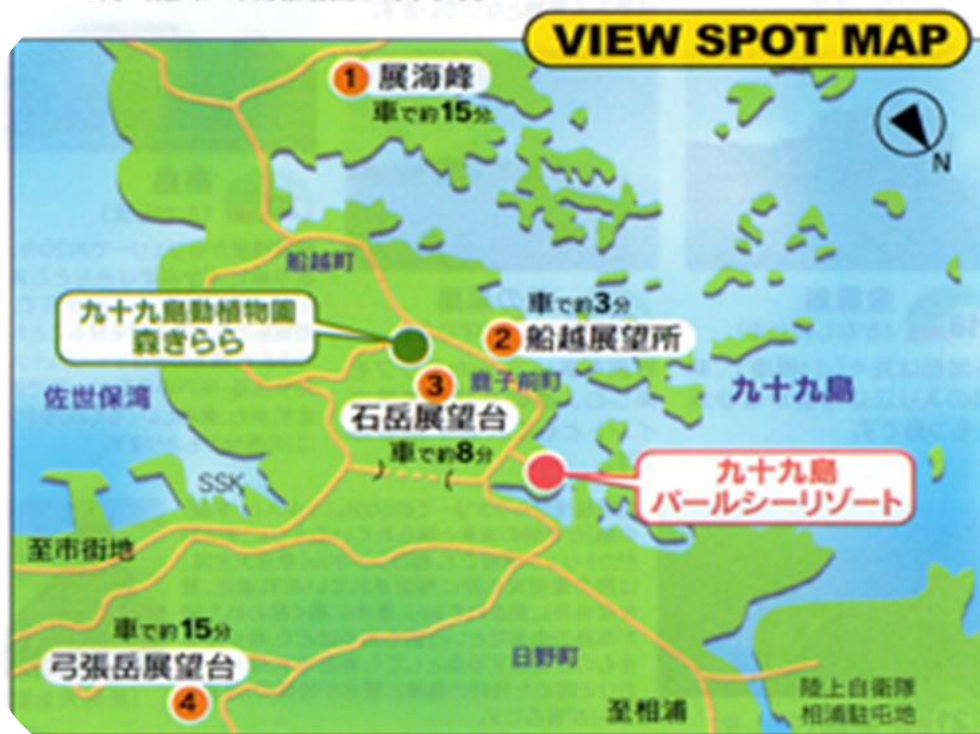 VIEW SPOT MAP
1 展海峰
車で約15分
N
船越町
九十九島動植物園
森きらら
車で約3分
2 船越展望所
3 鹿子前町
石岳展望台
車で約8分
佐世保湾
九十九島
SSK
九十九島
パールシーリゾート
至市街地
車で約15分
弓張岳展望台
4
日野町
至相浦
陸上自衛隊
相浦駐屯地